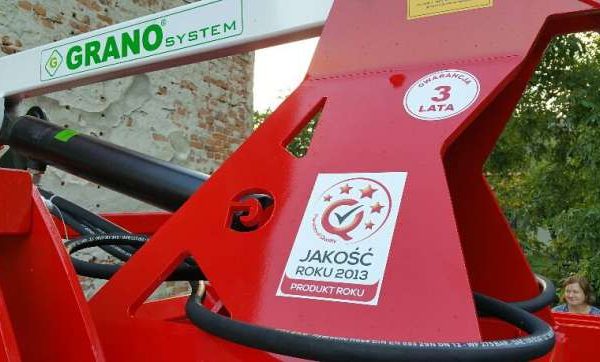 G GRANO®
SYSTEM
GWARANCJA
3
LATA
JAKOŚĆ
ROKU 2013
PRODUKT ROKU